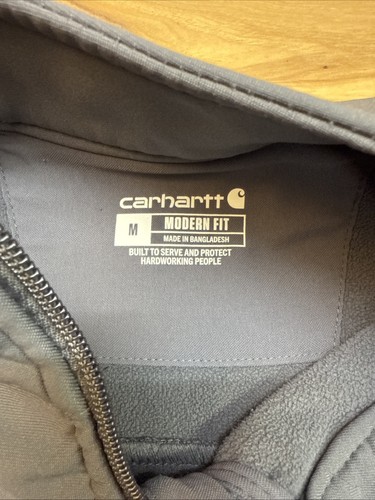 carhartt
M MODERN FIT
MADE IN BANGLADESH
BUILT TO SERVE AND PROTECT
HARDWORKING PEOPLE